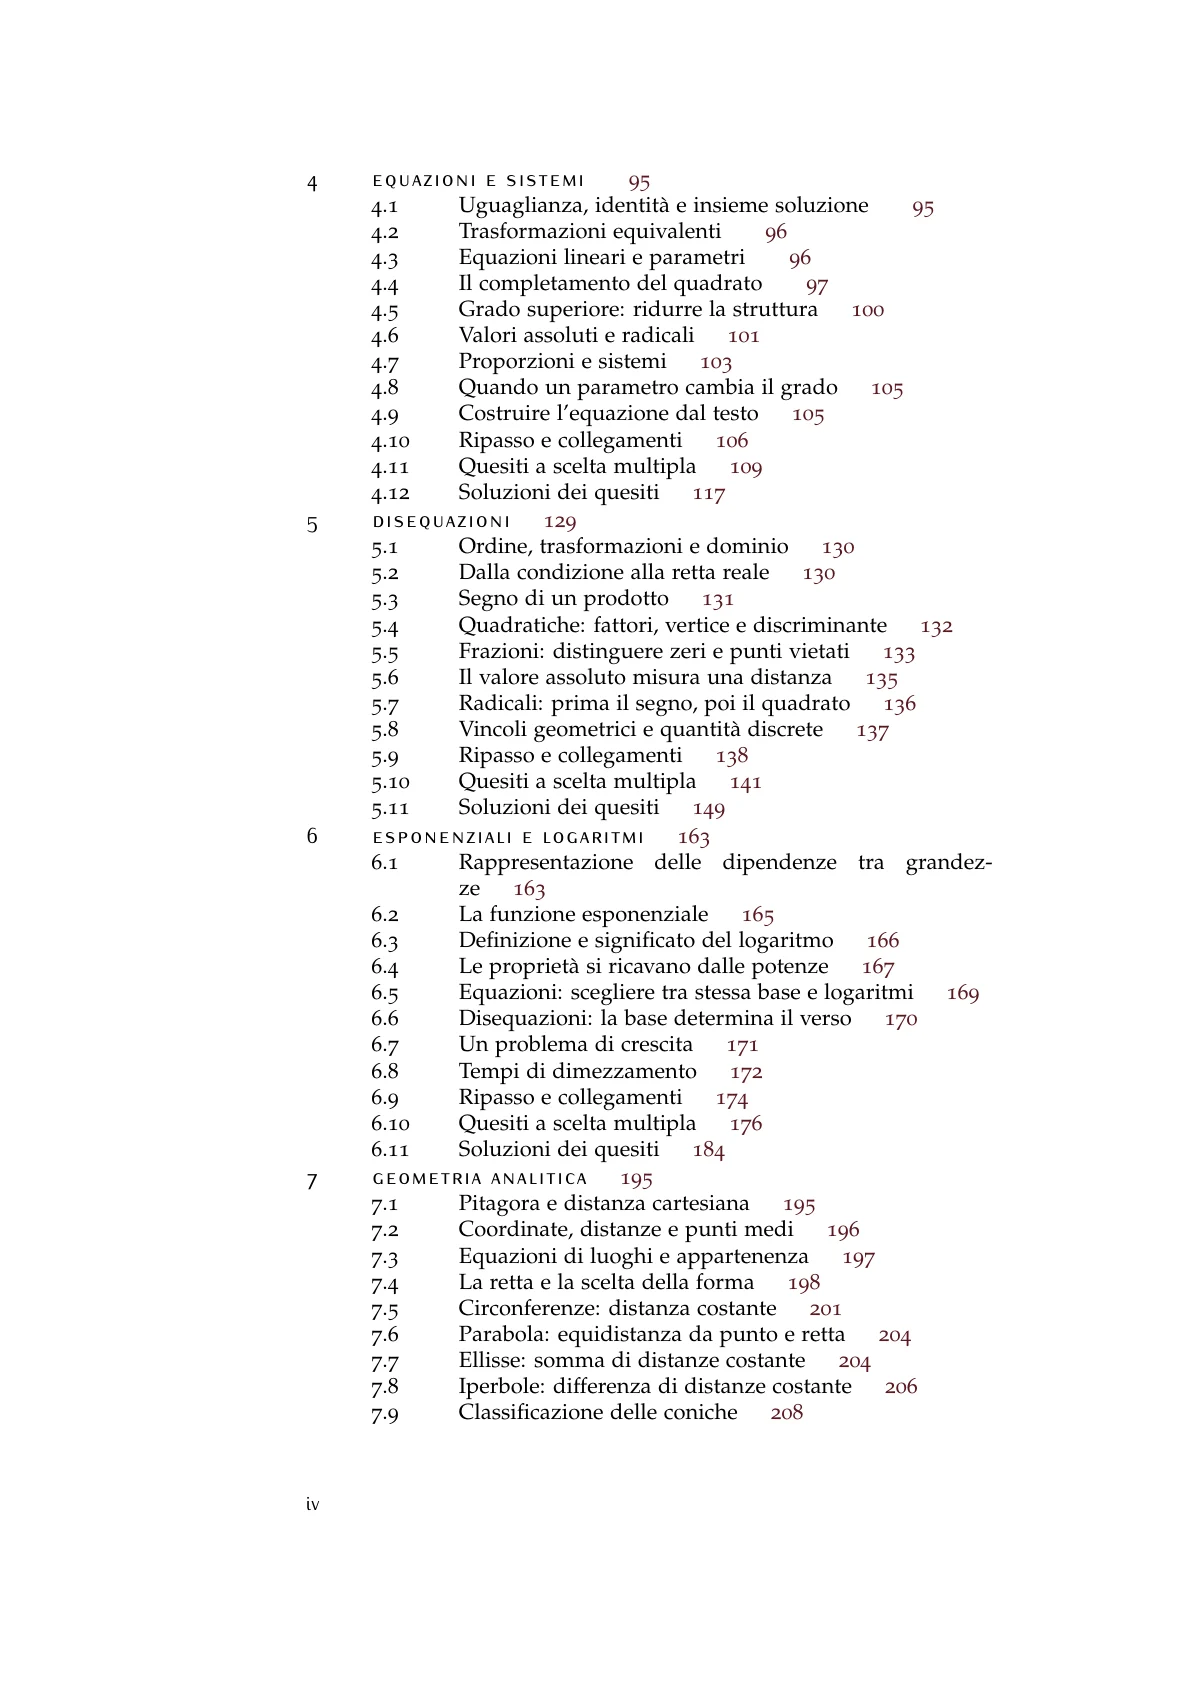 4 EQUAZIONI E SISTEMI 95
4.1 Uguaglianza, identità e insieme soluzione 95
4.2 Trasformazioni equivalenti 96
4.3 Equazioni lineari e parametri 96
4.4 Il completamento del quadrato 97
4.5 Grado superiore: ridurre la struttura 100
4.6 Valori assoluti e radicali 101
4.7 Proporzioni e sistemi 103
4.8 Quando un parametro cambia il grado 105
4.9 Costruire l'equazione dal testo 105
4.10 Ripasso e collegamenti 106
4.11 Quesiti a scelta multipla 109
4.12 Soluzioni dei quesiti 117
5 DISEQUAZIONI 129
5.1 Ordine, trasformazioni e dominio 130
5.2 Dalla condizione alla retta reale 130
5.3 Segno di un prodotto 131
5.4 Quadratiche: fattori, vertice e discriminante 132
5.5 Frazioni: distinguere zeri e punti vietati 133
5.6 Il valore assoluto misura una distanza 135
5.7 Radicali: prima il segno, poi il quadrato 136
5.8 Vincoli geometrici e quantità discrete 137
5.9 Ripasso e collegamenti 138
5.10 Quesiti a scelta multipla 141
5.11 Soluzioni dei quesiti 149
6 ESPONENZIALI E LOGARITMI 163
6.1 Rappresentazione delle dipendenze tra grandez-
ze 163
6.2 La funzione esponenziale 165
6.3 Definizione e significato del logaritmo 166
6.4 Le proprietà si ricavano dalle potenze 167
6.5 Equazioni: scegliere tra stessa base e logaritmi 169
6.6 Disequazioni: la base determina il verso 170
6.7 Un problema di crescita 171
6.8 Tempi di dimezzamento 172
6.9 Ripasso e collegamenti 174
6.10 Quesiti a scelta multipla 176
6.11 Soluzioni dei quesiti 184
7 GEOMETRIA ANALITICA 195
7.1 Pitagora e distanza cartesiana 195
7.2 Coordinate, distanze e punti medi 196
7.3 Equazioni di luoghi e appartenenza 197
7.4 La retta e la scelta della forma 198
7.5 Circonferenze: distanza costante 201
7.6 Parabola: equidistanza da punto e retta 204
7.7 Ellisse: somma di distanze costante 204
7.8 Iperbole: differenza di distanze costante 206
7.9 Classificazione delle coniche 208
iv